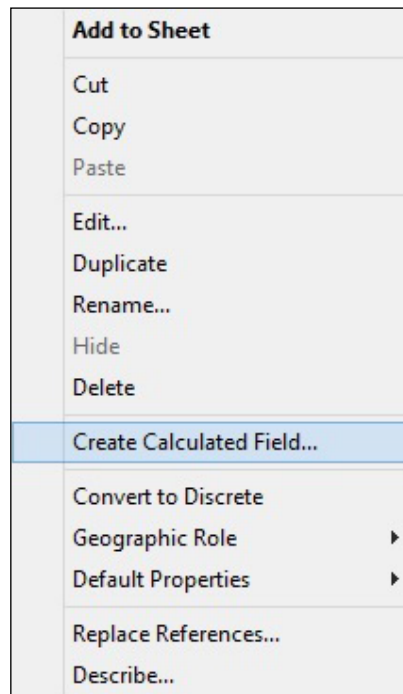 Add to Sheet
Cut
Copy
Paste
Edit...
Duplicate
Rename...
Hide
Delete
Create Calculated Field...
Convert to Discrete
Geographic Role
Default Properties
Replace References...
Describe...